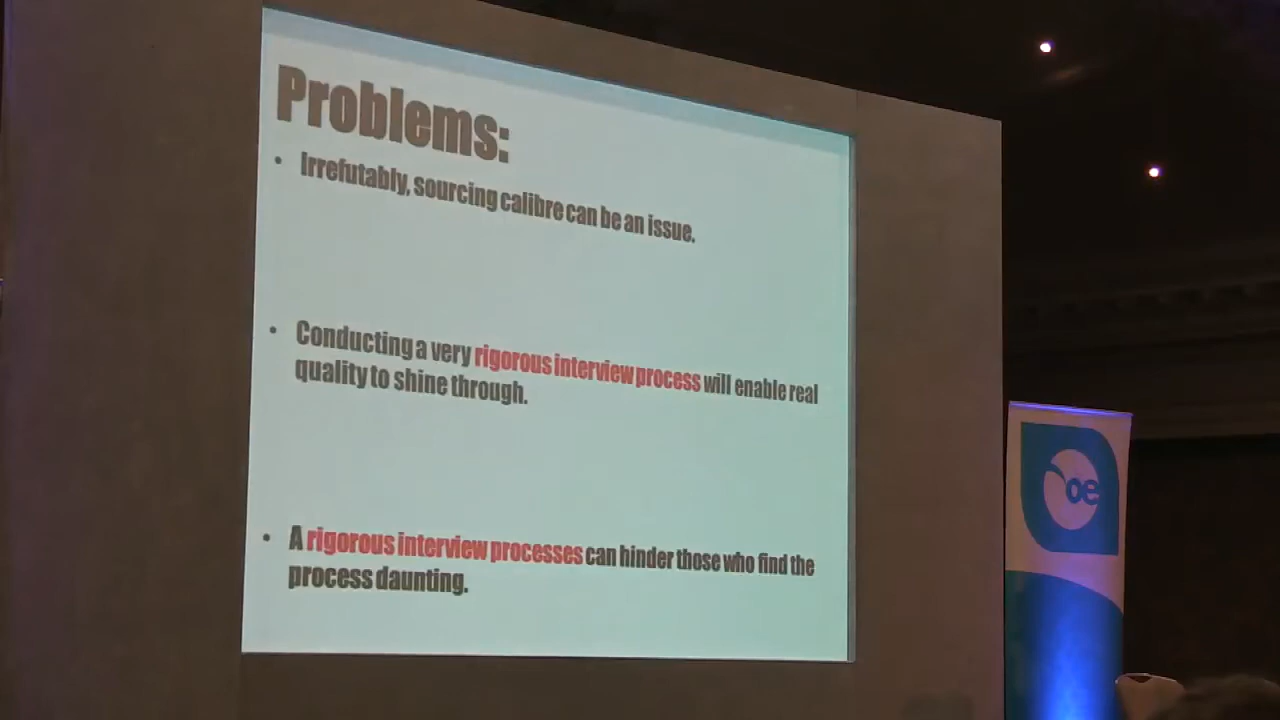 Problems:
• Irrefutably, sourcing calibre can be an issue.
• Conducting a very rigorous interview process will enable real
quality to shine through.
• A rigorous interview processes can hinder those who find the
process daunting.
oe